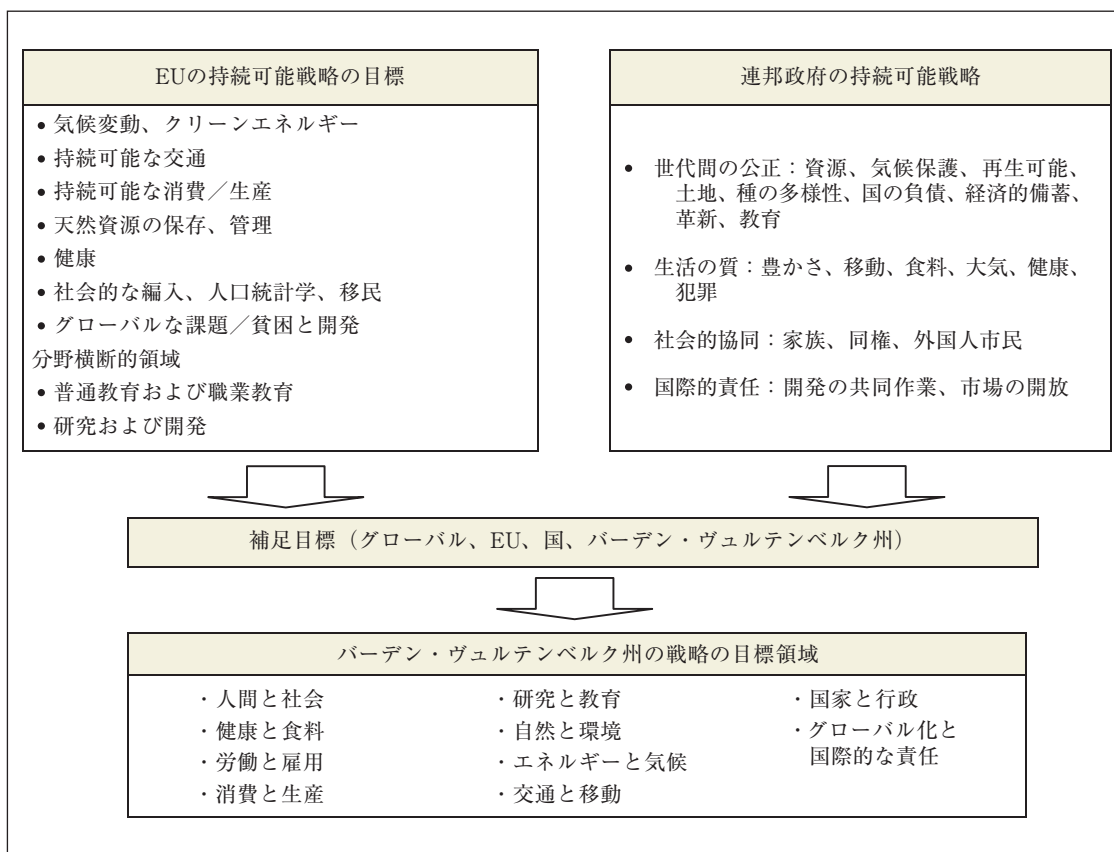 EUの持続可能戦略の目標
• 気候変動、クリーンエネルギー
• 持続可能な交通
• 持続可能な消費／生産
• 天然資源の保存、管理
• 健康
• 社会的な編入、人口統計学、移民
• グローバルな課題／貧困と開発
分野横断的領域
• 普通教育および職業教育
• 研究および開発
連邦政府の持続可能戦略
• 世代間の公正：資源、気候保護、再生可能、
土地、種の多様性、国の負債、経済的備蓄、
革新、教育
• 生活の質：豊かさ、移動、食料、大気、健康、
犯罪
• 社会的協同：家族、同権、外国人市民
• 国際的責任：開発の共同作業、市場の開放
補足目標（グローバル、EU、国、バーデン・ヴュルテンベルク州）
バーデン・ヴュルテンベルク州の戦略の目標領域
・人間と社会
・健康と食料
・労働と雇用
・消費と生産
・研究と教育
・自然と環境
・エネルギーと気候
・交通と移動
・国家と行政
・グローバル化と
国際的な責任